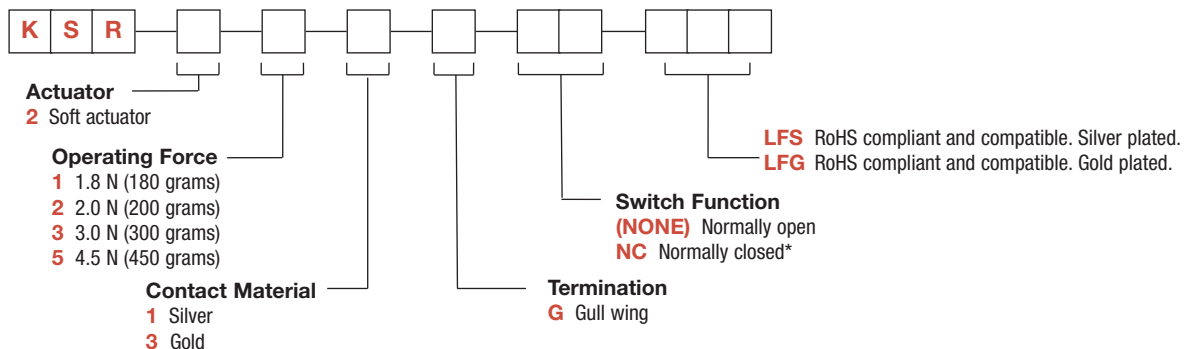 K S R
Actuator
2 Soft actuator
Operating Force
1 1.8 N (180 grams)
2 2.0 N (200 grams)
3 3.0 N (300 grams)
5 4.5 N (450 grams)
Contact Material
1 Silver
3 Gold
Termination
G Gull wing
Switch Function
(NONE) Normally open
NC Normally closed*
LFS RoHS compliant and compatible. Silver plated.
LFG RoHS compliant and compatible. Gold plated.